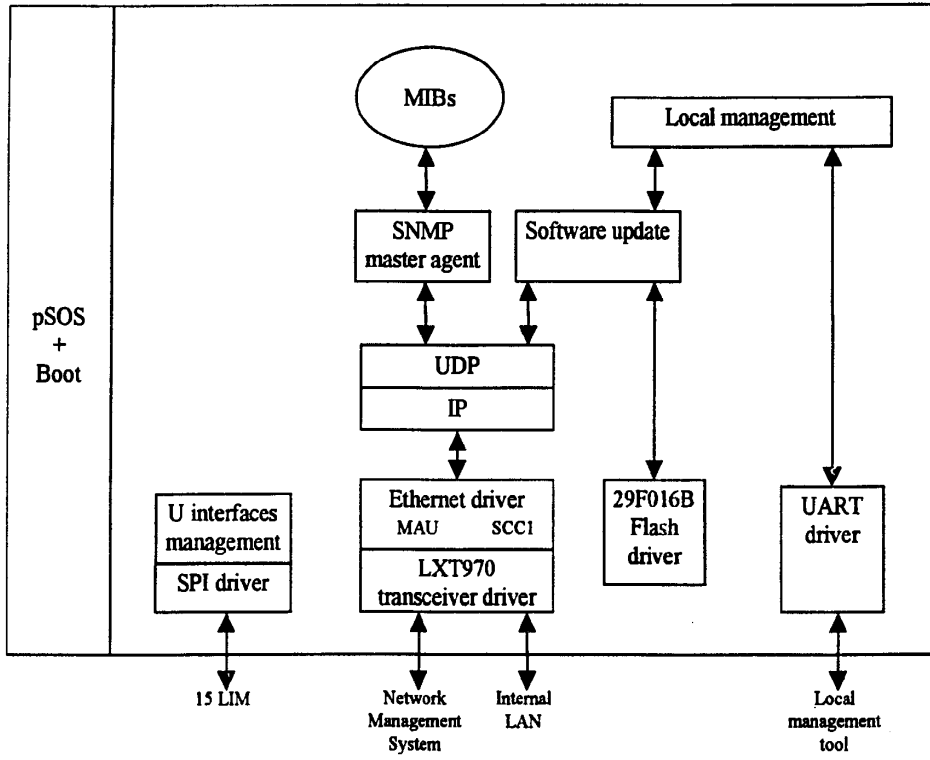 MIBs
Local management
SNMP
master agent
Software update
pSOS
+
Boot
UDP
IP
U interfaces
management
SPI driver
Ethernet driver
MAU SCC1
LXT970
transceiver driver
29F016B
Flash
driver
UART
driver
15 LIM
Network
Management
System
Internal
LAN
Local
management
tool